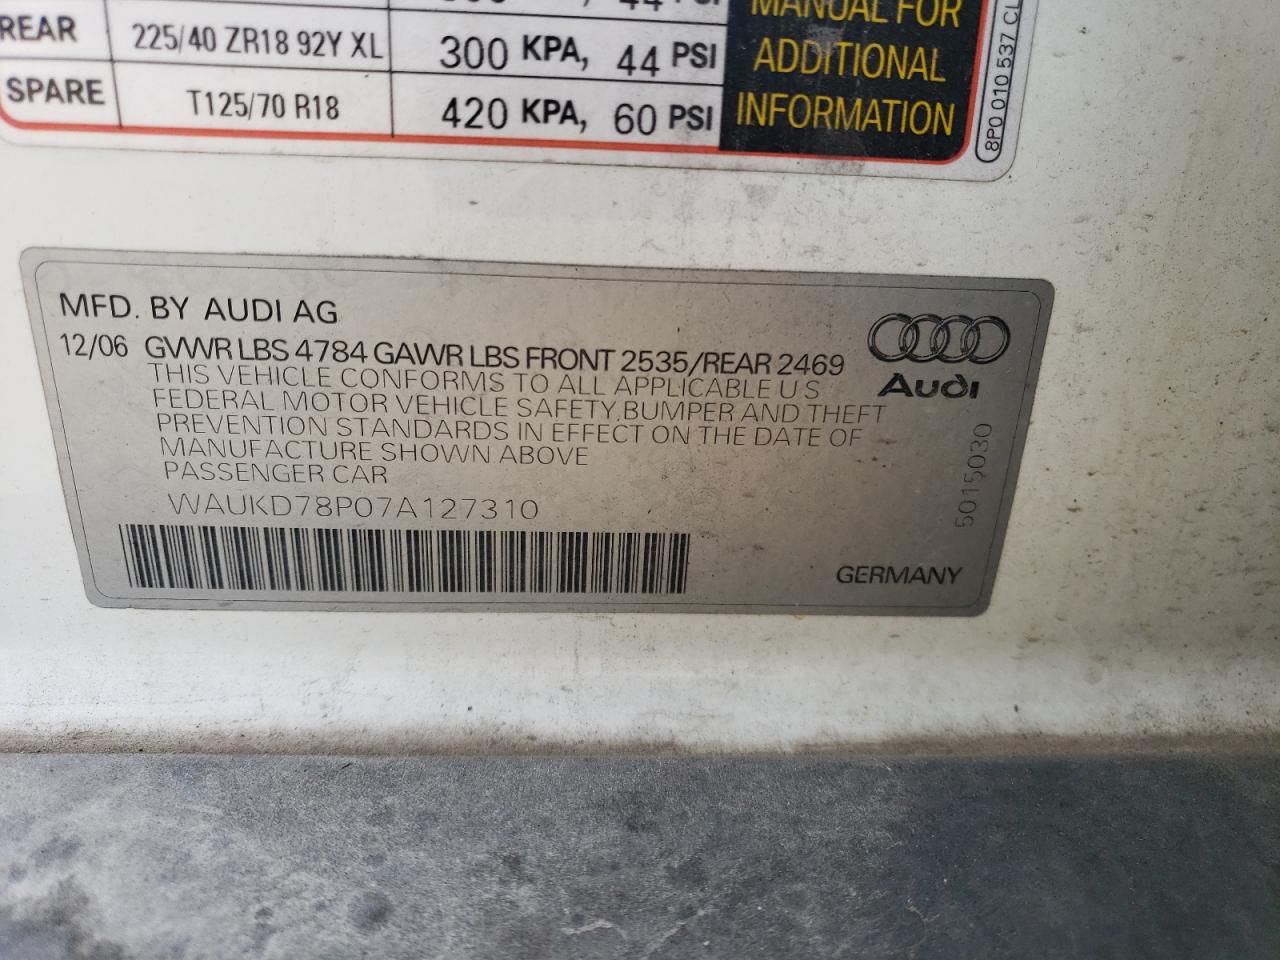 44 PSI
REAR 225/40 ZR18 92Y XL 300 KPA, 44 PSI
SPARE T125/70 R18 420 KPA, 60 PSI
MANUAL FOR
ADDITIONAL
INFORMATION
8P0 010 537 CL
MFD. BY AUDI AG
12/06 GVWR LBS 4784 GAWR LBS FRONT 2535/REAR 2469
THIS VEHICLE CONFORMS TO ALL APPLICABLE U S
FEDERAL MOTOR VEHICLE SAFETY, BUMPER AND THEFT
PREVENTION STANDARDS IN EFFECT ON THE DATE OF
MANUFACTURE SHOWN ABOVE
PASSENGER CAR
WAUKD78P07A127310
Audi
5015030
GERMANY